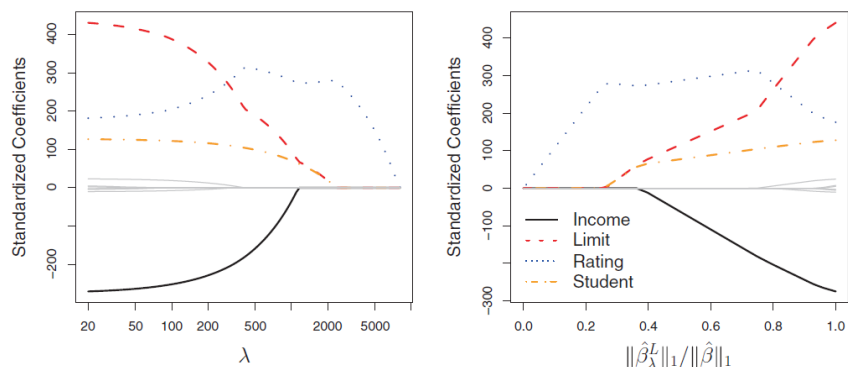 Standardized Coefficients
400
300
200
100
0
-200
20 50 100 200 500 2000 5000
λ
Standardized Coefficients
400
300
200
100
0
-100
-300
Income
Limit
Rating
Student
0.0 0.2 0.4 0.6 0.8 1.0
‖β̂λᴸ‖₁/‖β̂‖₁